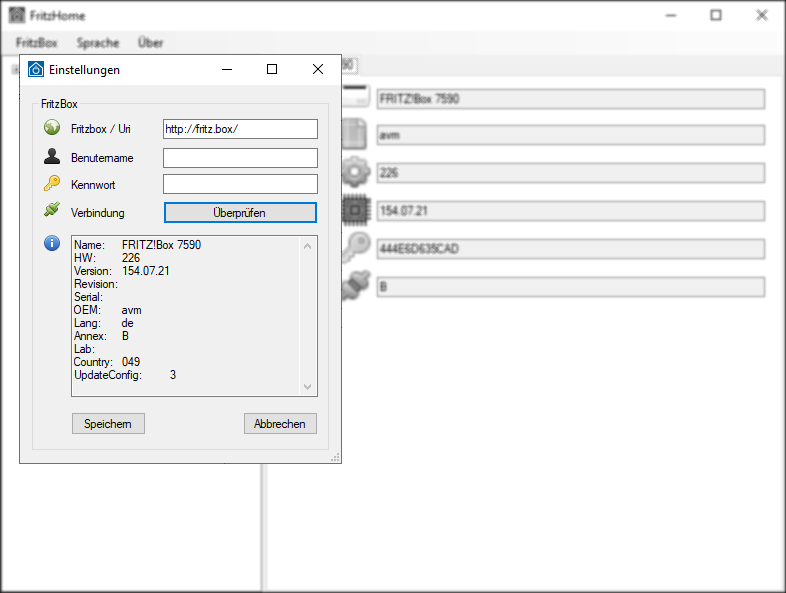 FritzHome
FritzBox Sprache Über
Einstellungen
90
FritzBox
Fritzbox / Uri http://fritz.box/
Benutername
Kennwort
Verbindung Überprüfen
Name: FRITZ!Box 7590
HW: 226
Version: 154.07.21
Revision:
Serial:
OEM: avm
Lang: de
Annex: B
Lab:
Country: 049
UpdateConfig: 3
Speichern Abbrechen
FRITZ!Box 7590
avm
226
154.07.21
444E6D635CAD
B